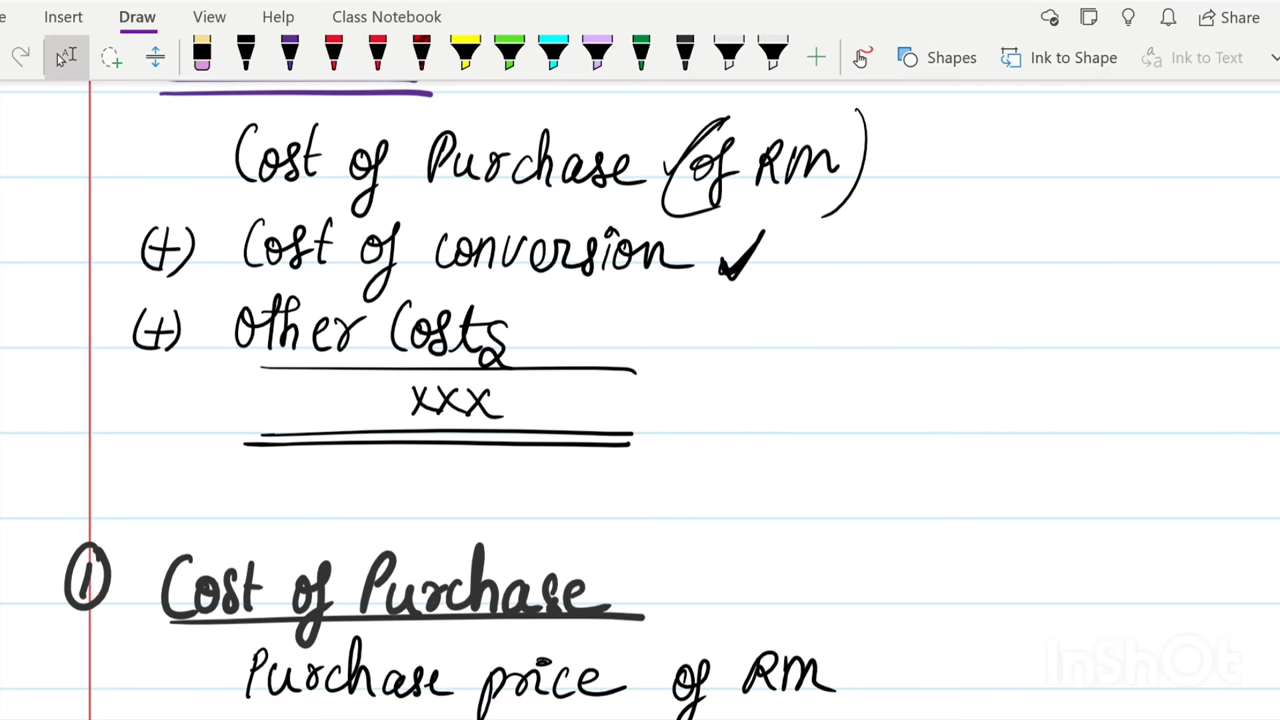 e Insert Draw View Help Class Notebook Share
Shapes Ink to Shape Ink to Text
Cost of Purchase (of RM)
(+) Cost of conversion ✓
(+) Other Costs
xxx
① Cost of Purchase
Purchase price of RM
InShOt